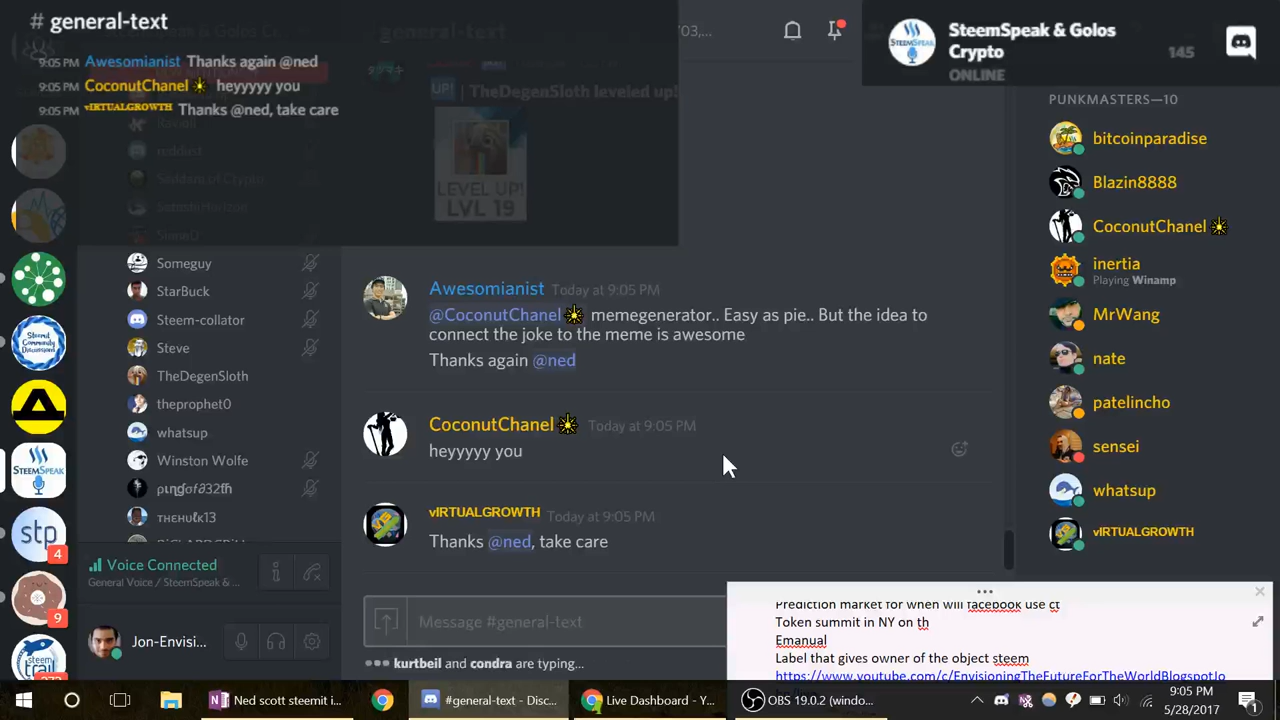 # general-text
9:05 PM Awesomianist Thanks again @ned
9:05 PM CoconutChanel heyyyyy you
9:05 PM vIRTUALGROWTH Thanks @ned, take care
SteemSpeak & Golos
Crypto
ONLINE
145
UP! | TheDegenSloth leveled up!
LEVEL UP!
LVL 19
Someguy
StarBuck
Steem-collator
Steve
TheDegenSloth
theprophet0
whatsup
Winston Wolfe
Voice Connected
General Voice / SteemSpeak & ...
Jon-Envisi...
stp
4
9
steem
trail
STEEMSPEAK
Awesomianist Today at 9:05 PM
@CoconutChanel memegenerator.. Easy as pie.. But the idea to
connect the joke to the meme is awesome
Thanks again @ned
CoconutChanel Today at 9:05 PM
heyyyyy you
vIRTUALGROWTH Today at 9:05 PM
Thanks @ned, take care
Message #general-text
kurtbeil and condra are typing...
PUNKMASTERS—10
bitcoinparadise
Blazin8888
CoconutChanel
inertia
Playing Winamp
MrWang
nate
patelincho
sensei
whatsup
vIRTUALGROWTH
Prediction market for when will facebook use ct
Token summit in NY on th
Emanual
Label that gives owner of the object steem
https://www.youtube.com/c/EnvisioningTheFutureForTheWorldBlogspotJo
Ned scott steemit i...
#general-text - Disc...
Live Dashboard - Y...
OBS 19.0.2 (windo...
9:05 PM
5/28/2017
1